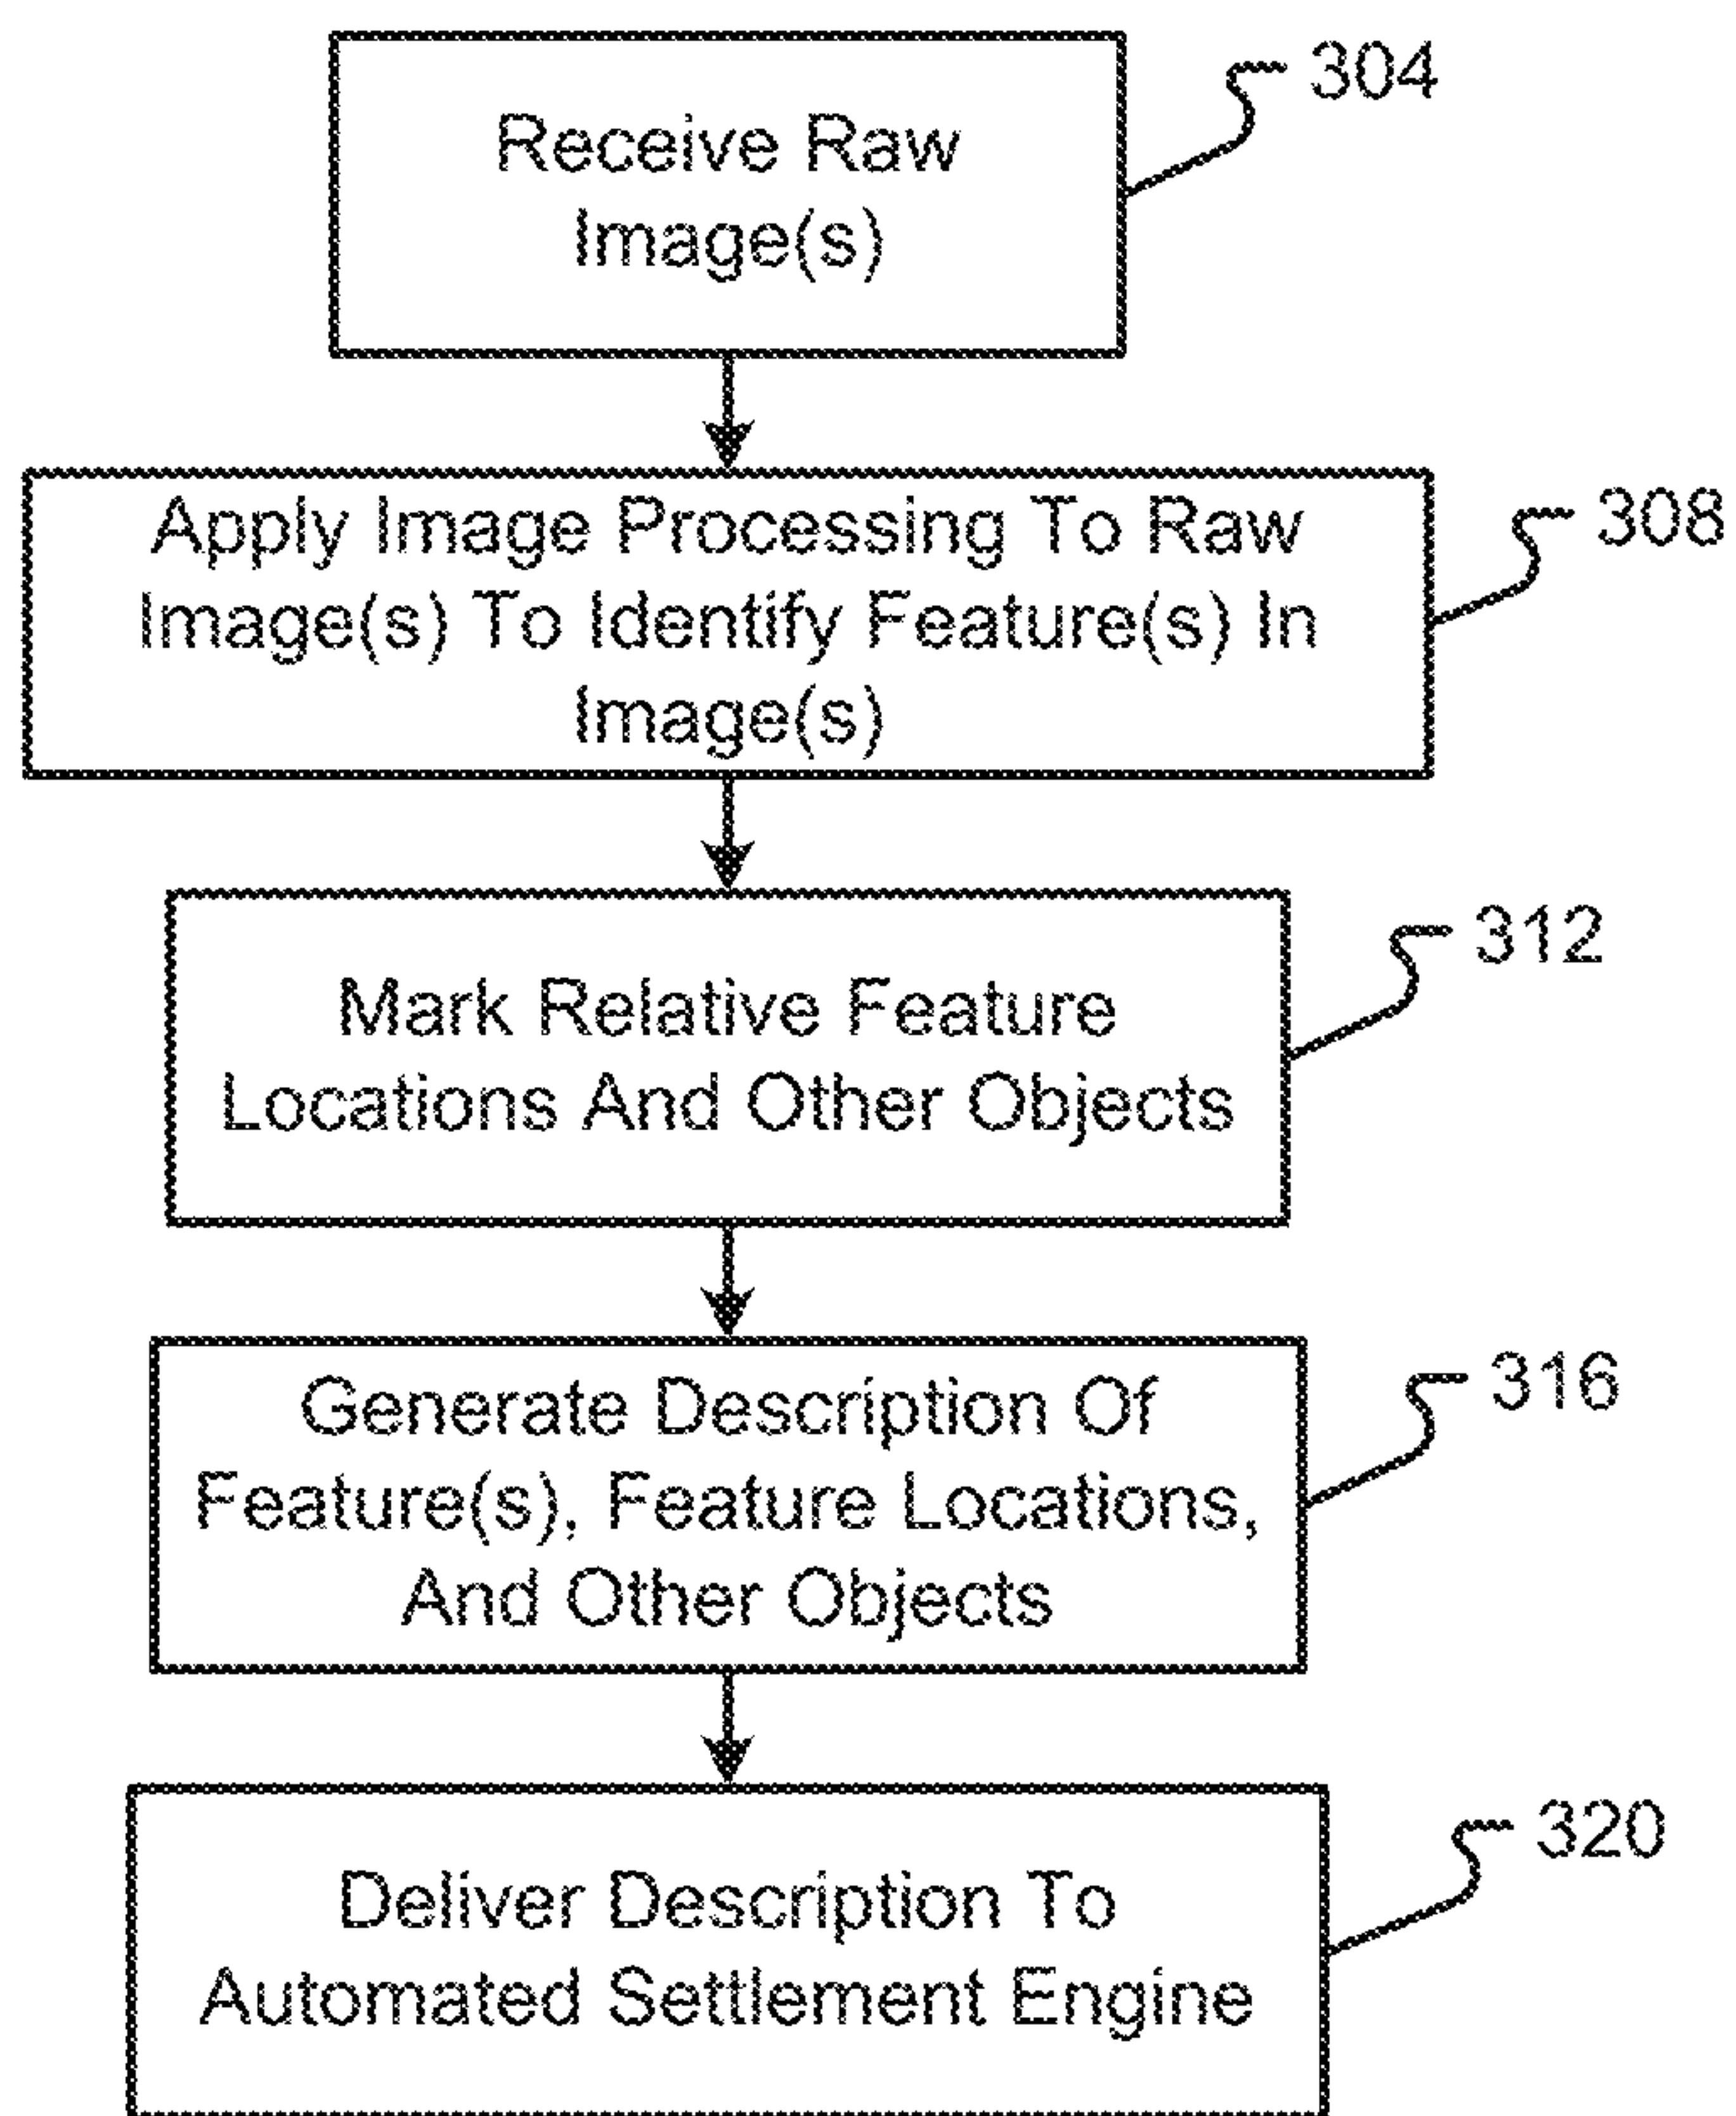 304
Receive Raw
Image(s)
308
Apply Image Processing To Raw
Image(s) To Identify Feature(s) In
Image(s)
312
Mark Relative Feature
Locations And Other Objects
316
Generate Description Of
Feature(s), Feature Locations,
And Other Objects
320
Deliver Description To
Automated Settlement Engine